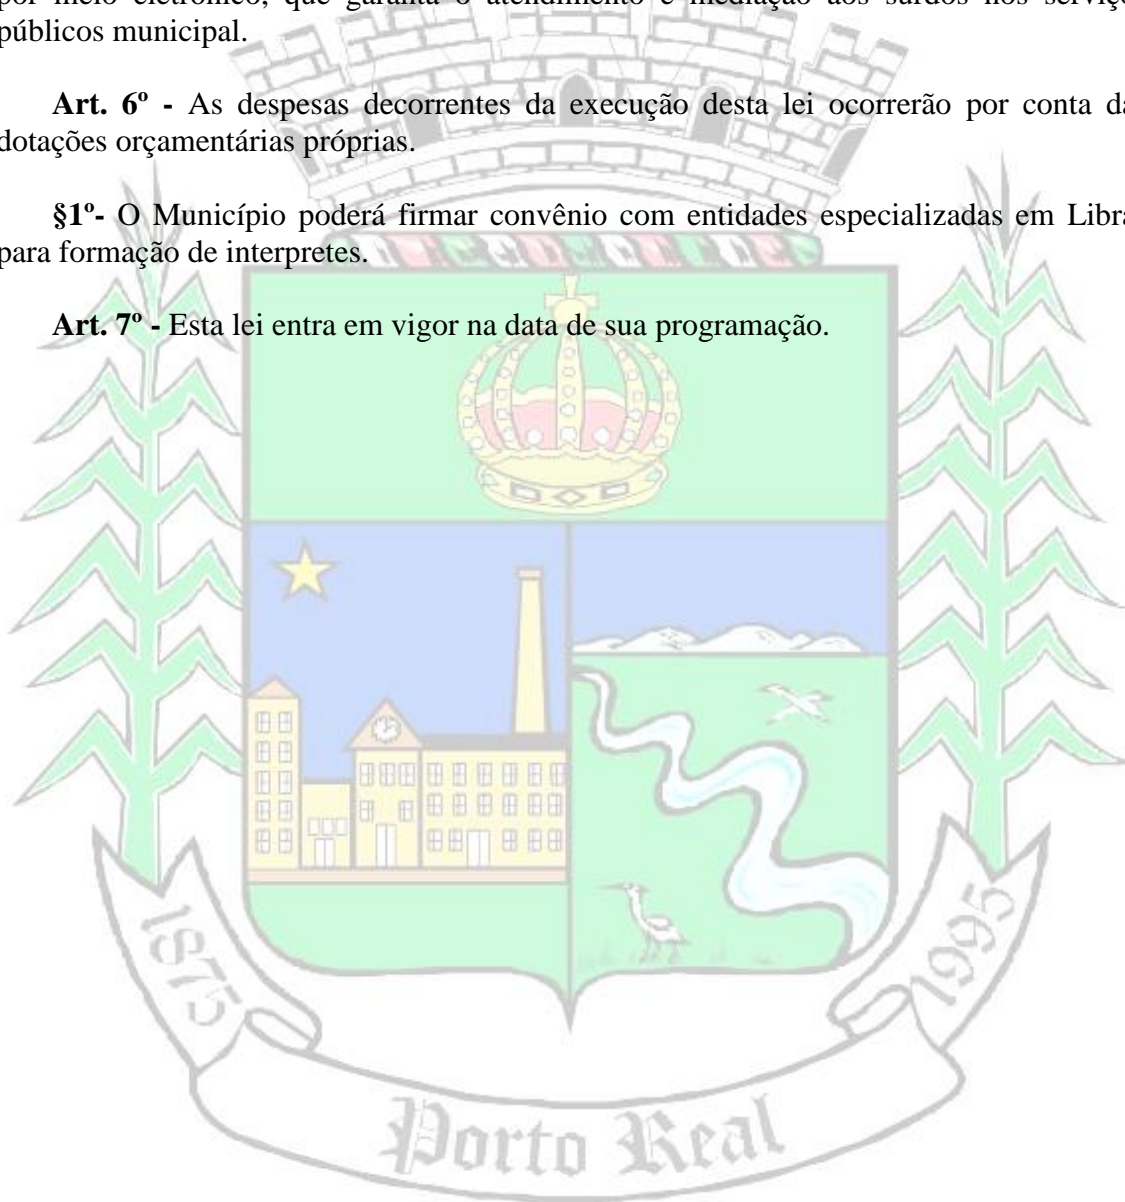 por meio eletrônico, que garanta o atendimento e mediação aos surdos nos serviço
públicos municipal.
Art. 6º - As despesas decorrentes da execução desta lei ocorrerão por conta da
dotações orçamentárias próprias.
§1º- O Município poderá firmar convênio com entidades especializadas em Libra
para formação de interpretes.
Art. 7º - Esta lei entra em vigor na data de sua programação.
1875
1995
Porto Real